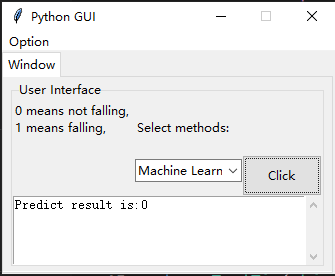 Python GUI
Option
Window
User Interface
0 means not falling,
1 means falling, Select methods:
Machine Learn
Click
Predict result is:0